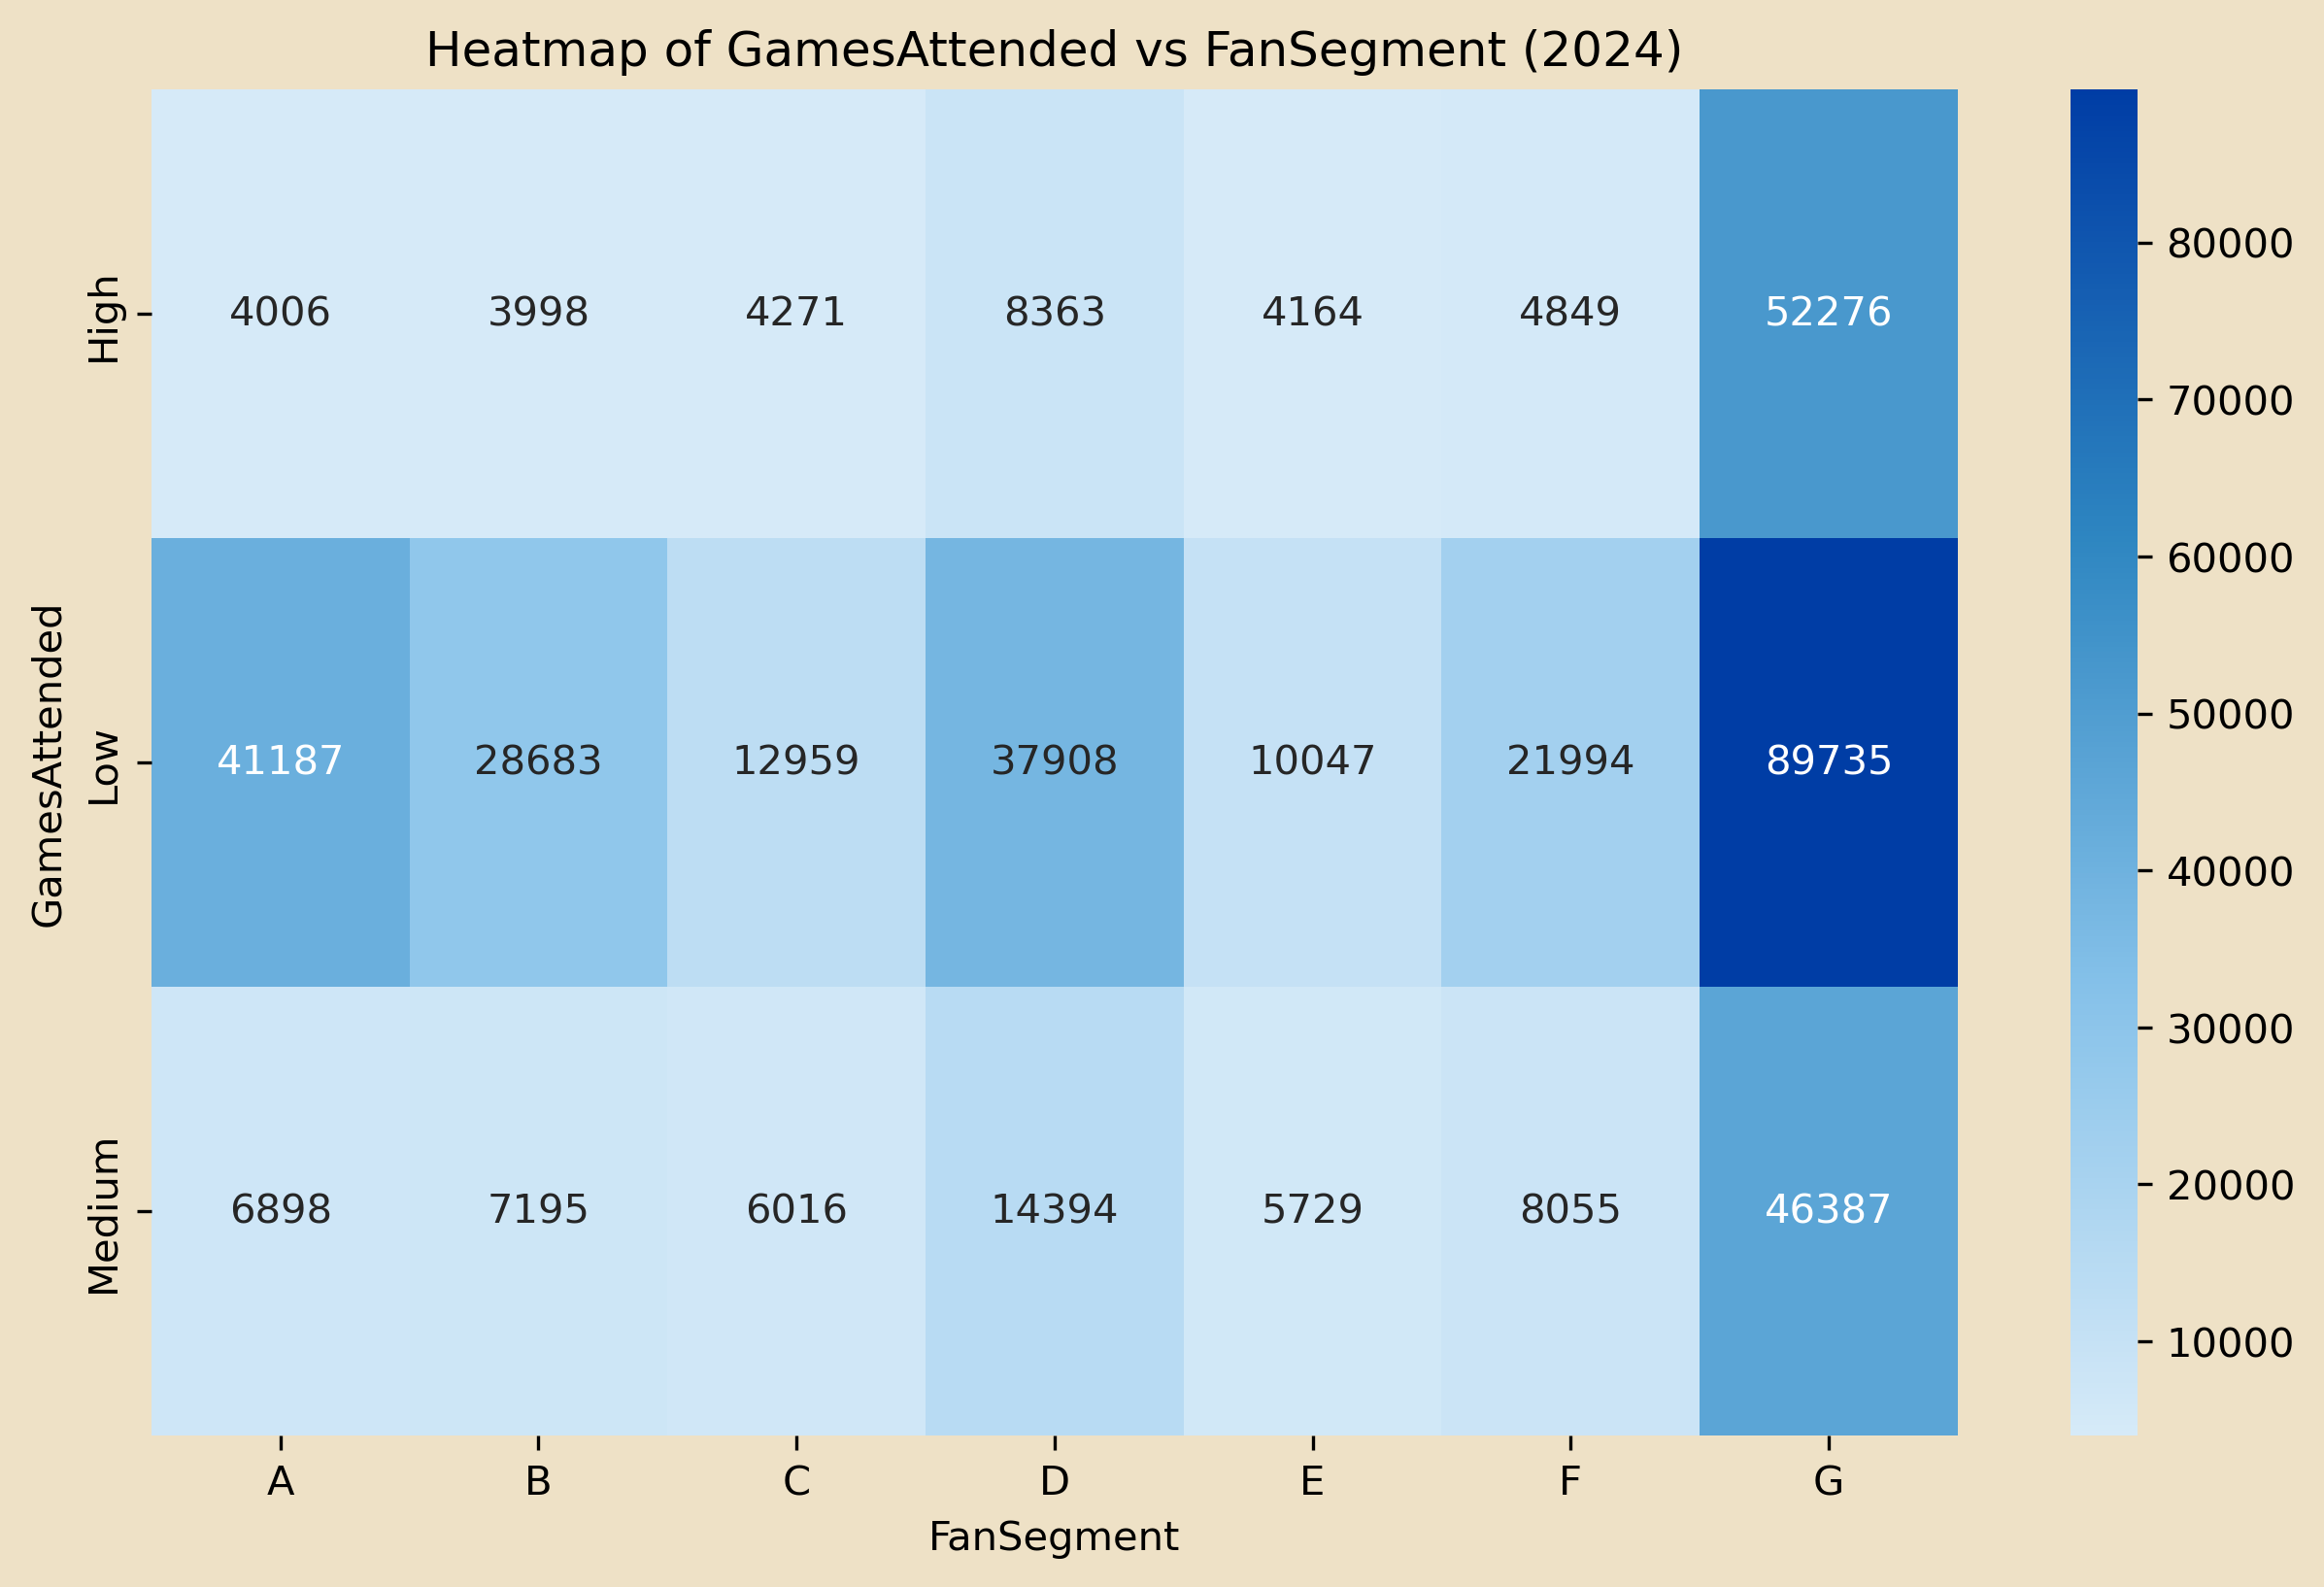 Heatmap of GamesAttended vs FanSegment (2024)
GamesAttended
High
4006 3998 4271 8363 4164 4849 52276
Low
41187 28683 12959 37908 10047 21994 89735
Medium
6898 7195 6016 14394 5729 8055 46387
A B C D E F G
FanSegment
80000
70000
60000
50000
40000
30000
20000
10000